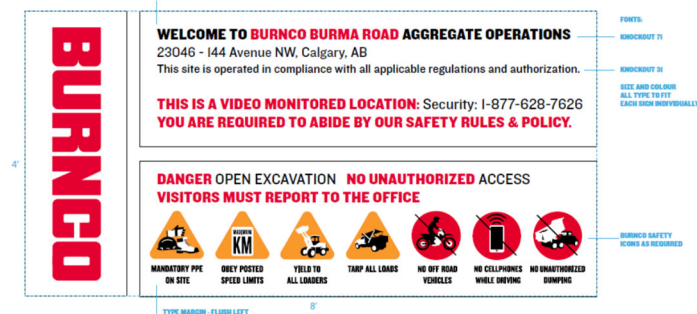 BURNCO
WELCOME TO BURNCO BURMA ROAD AGGREGATE OPERATIONS
23046 - 144 Avenue NW, Calgary, AB
This site is operated in compliance with all applicable regulations and authorization.
THIS IS A VIDEO MONITORED LOCATION: Security: 1-877-628-7626
YOU ARE REQUIRED TO ABIDE BY OUR SAFETY RULES & POLICY.
DANGER OPEN EXCAVATION NO UNAUTHORIZED ACCESS
VISITORS MUST REPORT TO THE OFFICE
MAXIMUM
KM
MANDATORY PPE
ON SITE
OBEY POSTED
SPEED LIMITS
YIELD TO
ALL LOADERS
TARP ALL LOADS
NO OFF ROAD
VEHICLES
NO CELLPHONES
WHILE DRIVING
NO UNAUTHORIZED
DUMPING
FONTS:
KNOCKOUT 71
KNOCKOUT 31
SIZE AND COLOUR
ALL TYPE TO FIT
EACH SIGN INDIVIDUALLY
BURNCO SAFETY
ICONS AS REQUIRED
4'
8'
TYPE MARGIN - FLUSH LEFT